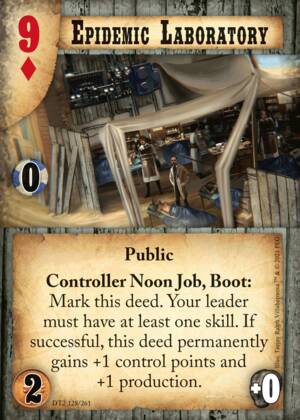 9
EPIDEMIC LABORATORY
0
Public
Controller Noon Job, Boot:
Mark this deed. Your leader
must have at least one skill. If
successful, this deed permanently
gains +1 control points and
+1 production.
2
DT2 128/261
+0